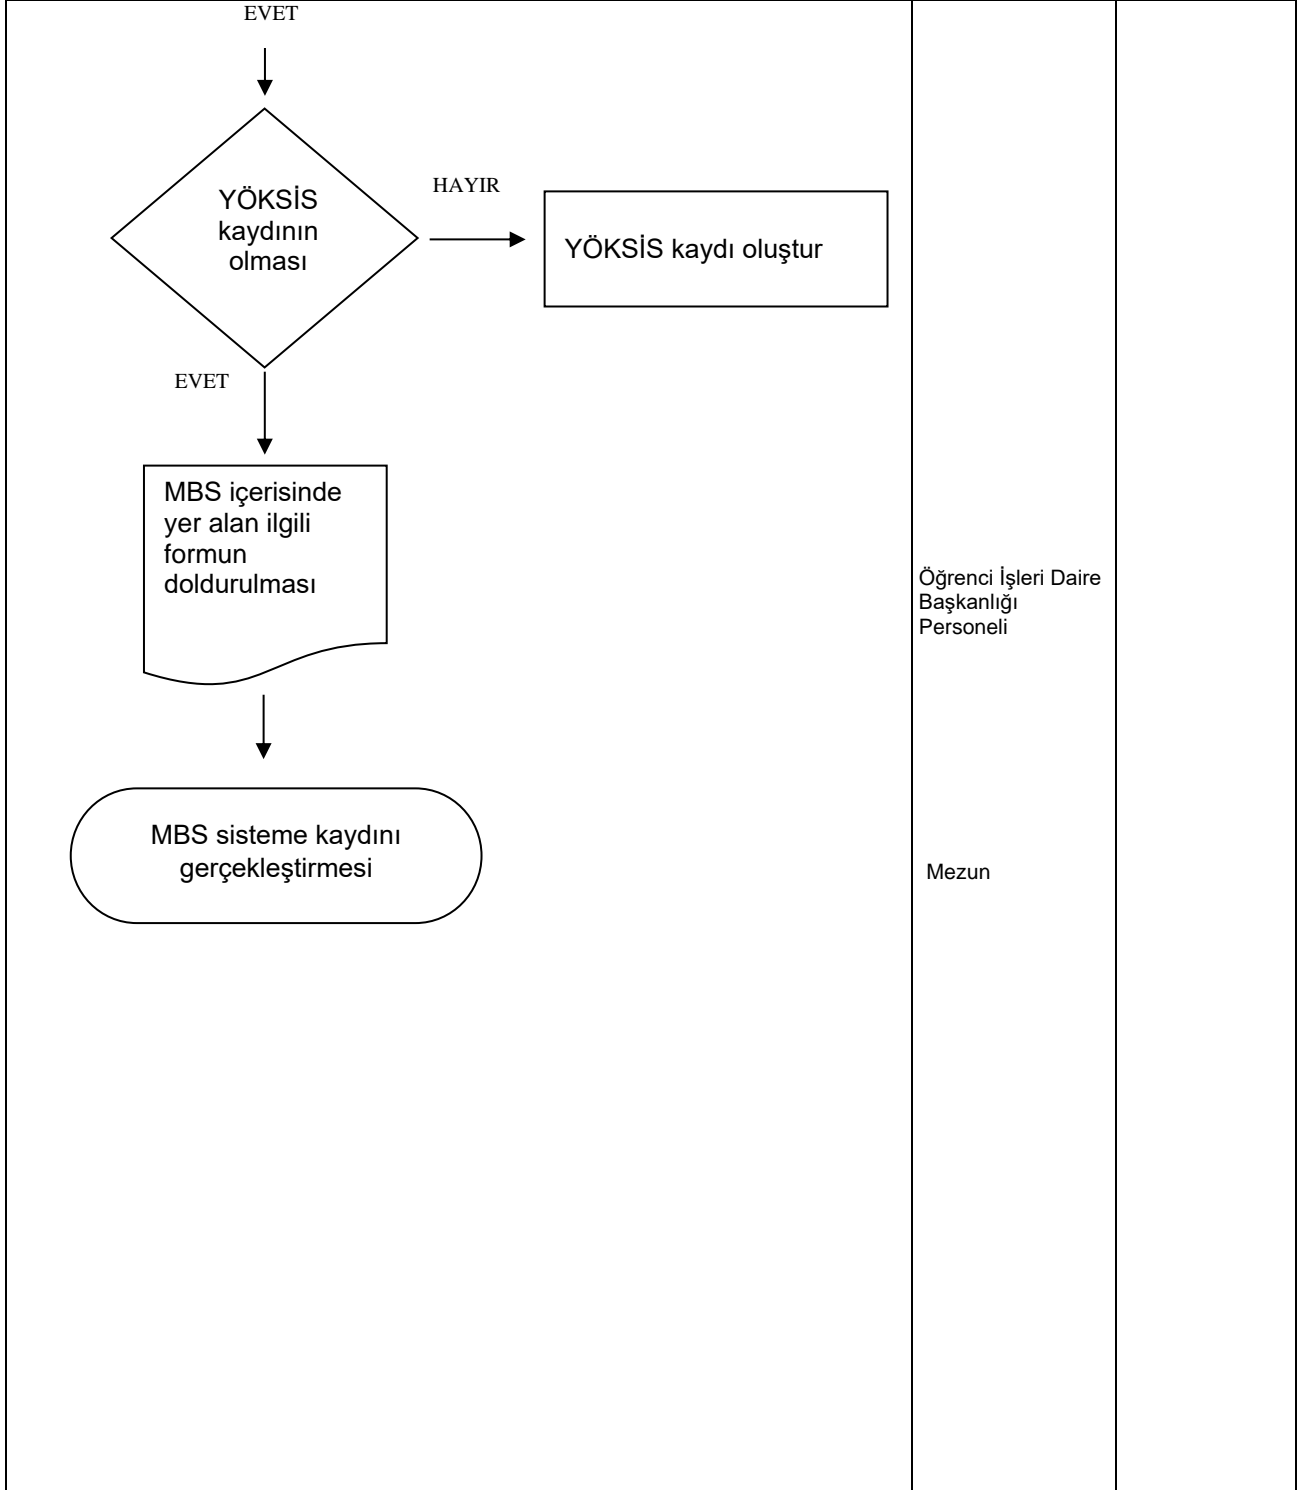 EVET
YÖKSİS
kaydının
olması
HAYIR
YÖKSİS kaydı oluştur
EVET
MBS içerisinde
yer alan ilgili
formun
doldurulması
Öğrenci İşleri Daire
Başkanlığı
Personeli
MBS sisteme kaydını
gerçekleştirmesi
Mezun